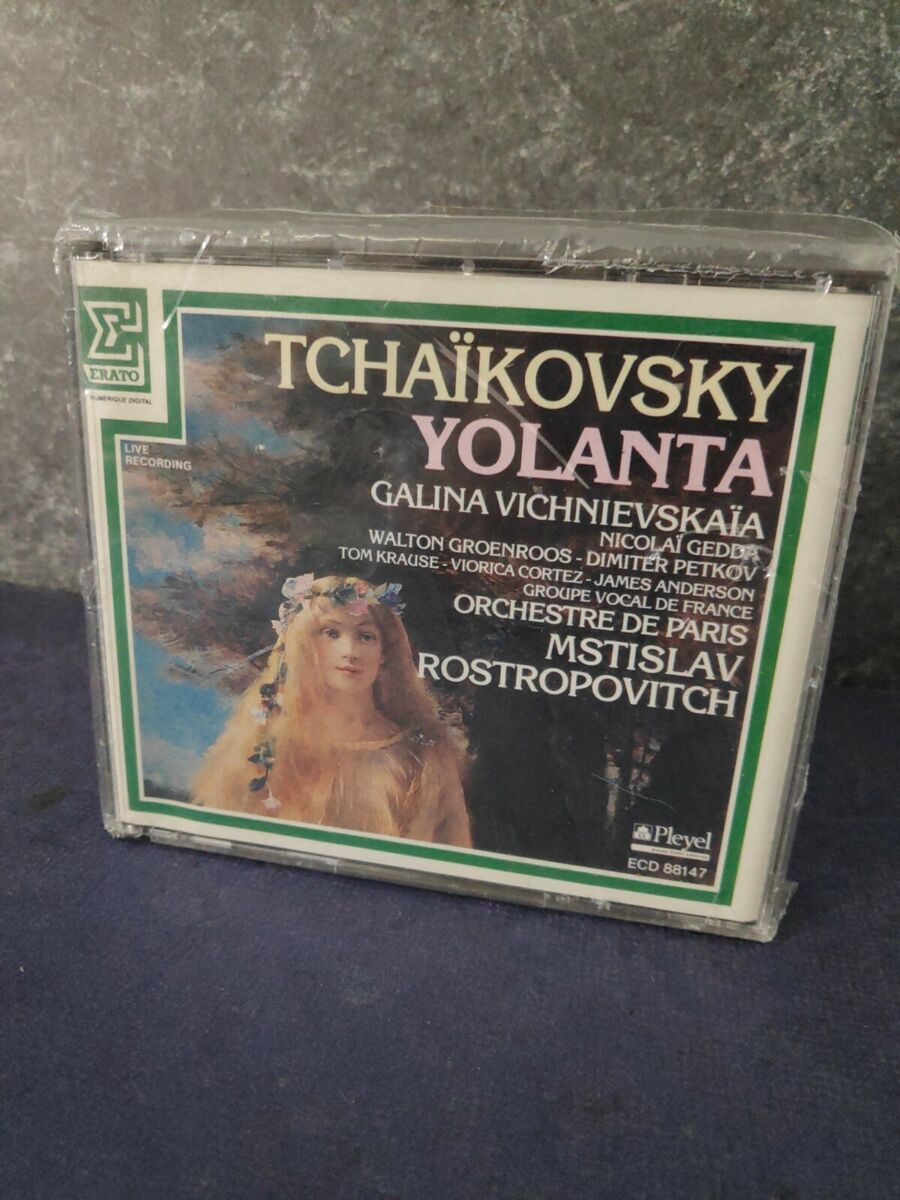 ΣRATO
NUMÉRIQUE DIGITAL
LIVE
RECORDING
TCHAÏKOVSKY
YOLANTA
GALINA VICHNIEVSKAÏA
NICOLAÏ GEDDA
WALTON GROENROOS - DIMITER PETKOV
TOM KRAUSE - VIORICA CORTEZ - JAMES ANDERSON
GROUPE VOCAL DE FRANCE
ORCHESTRE DE PARIS
MSTISLAV
ROSTROPOVITCH
Pleyel
ECD 88147